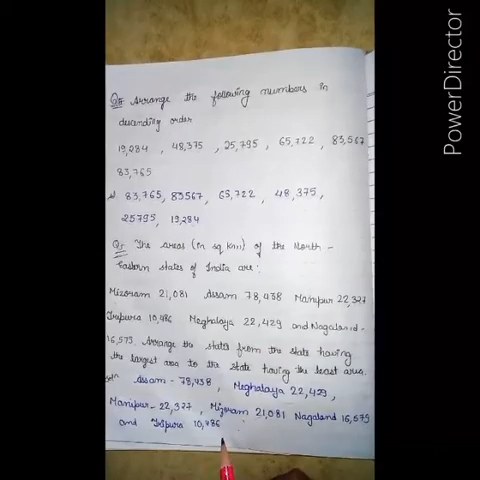 Q4 Arrange the following numbers in
descending order
19,284 , 48,375 , 25,795 , 65,722 , 83,567
83,765
83,765, 83567, 65,722 , 48,375,
25795, 19,284
Q5 The areas (in sq km) of the North-
Eastern states of India are:
Mizoram 21,081 Assam 78,438 Manipur 22,327
Tripura 10,486 Meghalaya 22,429 and Nagaland-
16,579. Arrange the states from the state having
the largest area to the state having the least area.
Assam - 78,438 , Meghalaya 22,429 ,
Manipur - 22,327 , Mizoram 21,081 Nagaland 16,579
and Tripura 10,486
PowerDirector